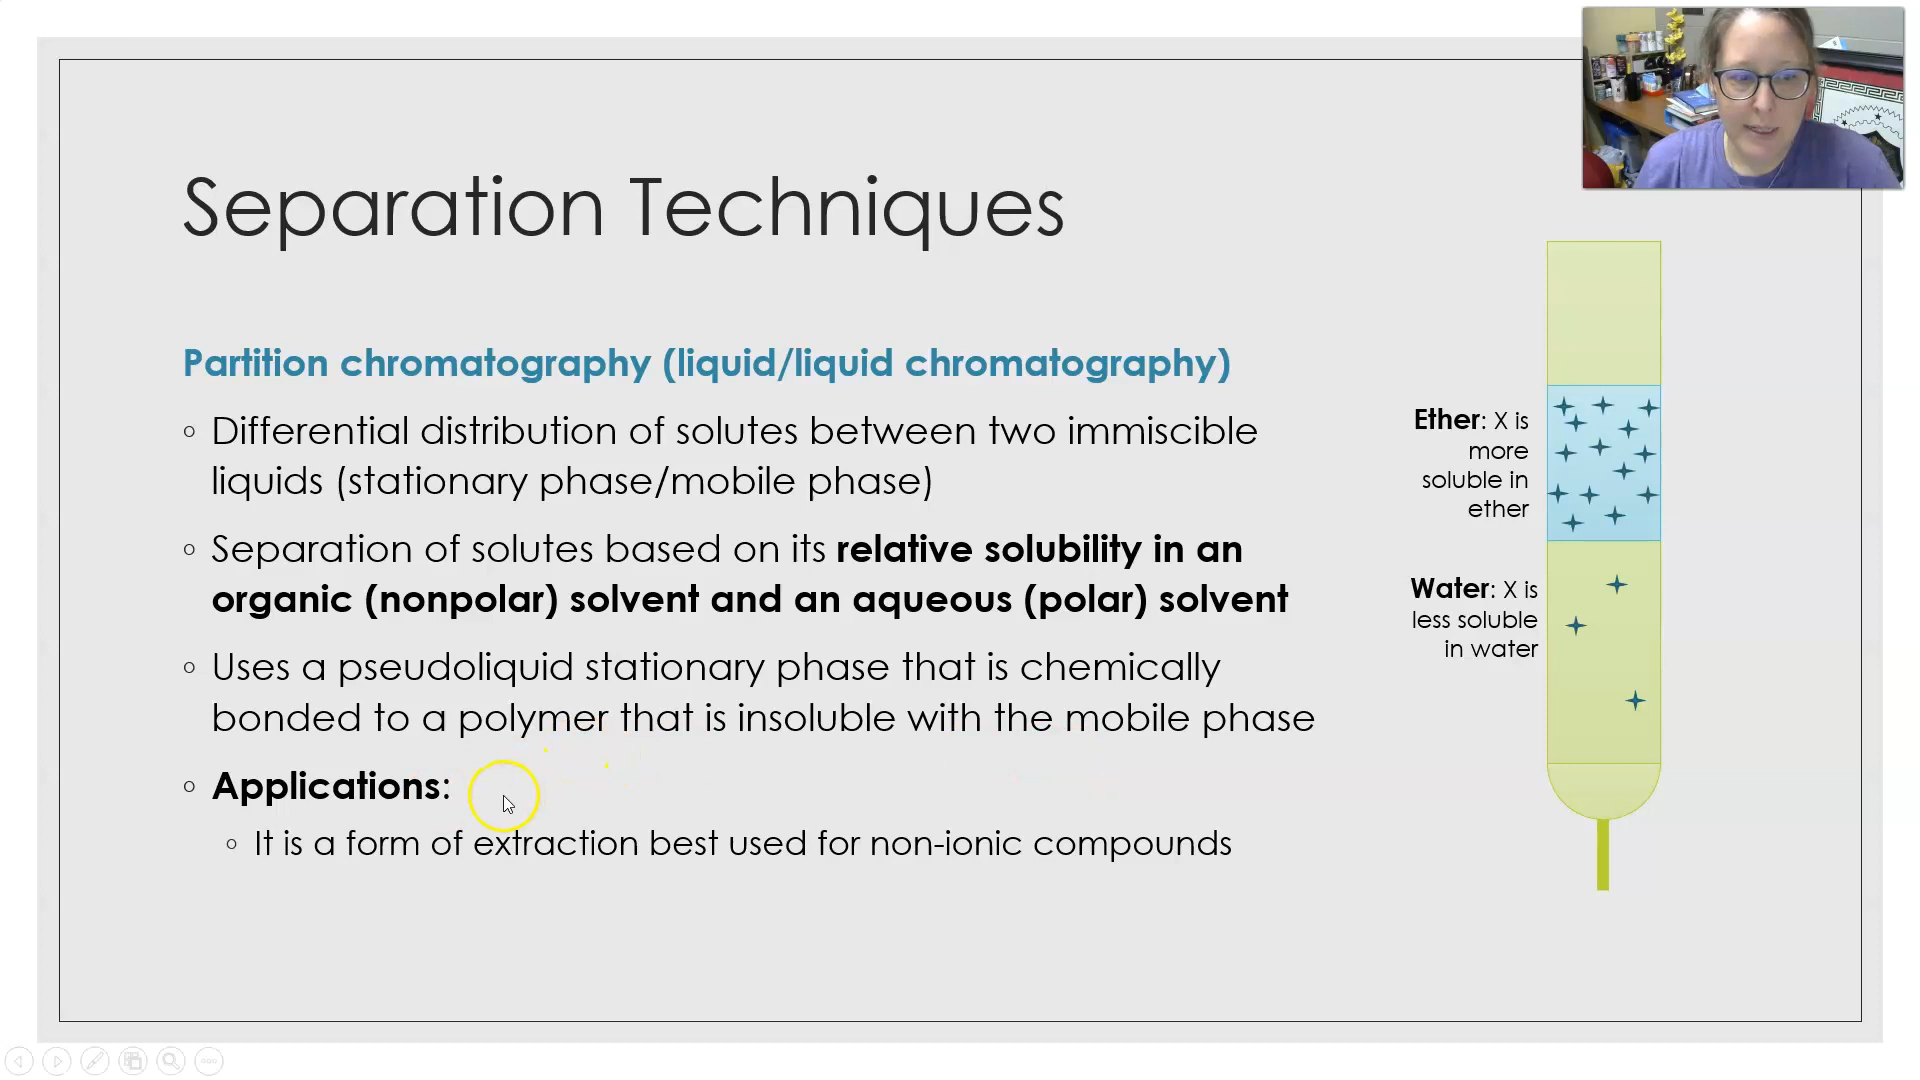 Separation Techniques
Partition chromatography (liquid/liquid chromatography)
Differential distribution of solutes between two immiscible
liquids (stationary phase/mobile phase)
Separation of solutes based on its relative solubility in an
organic (nonpolar) solvent and an aqueous (polar) solvent
Uses a pseudoliquid stationary phase that is chemically
bonded to a polymer that is insoluble with the mobile phase
Applications:
It is a form of extraction best used for non-ionic compounds
Ether: X is
more
soluble in
ether
Water: X is
less soluble
in water